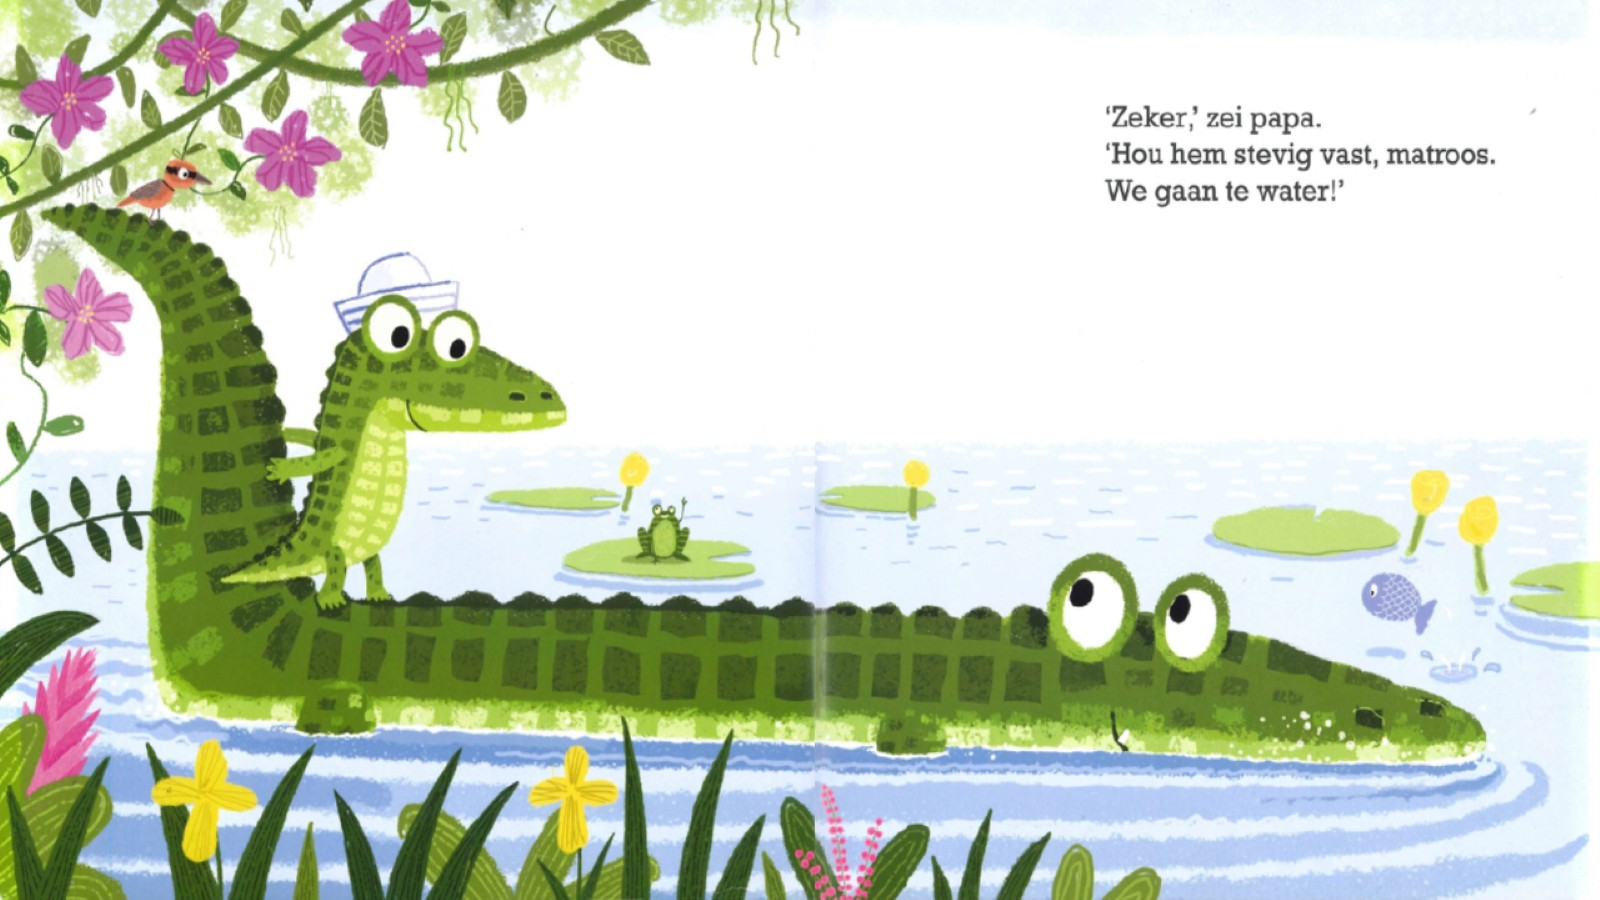 ‘Zeker,’ zei papa.
‘Hou hem stevig vast, matroos.
We gaan te water!’